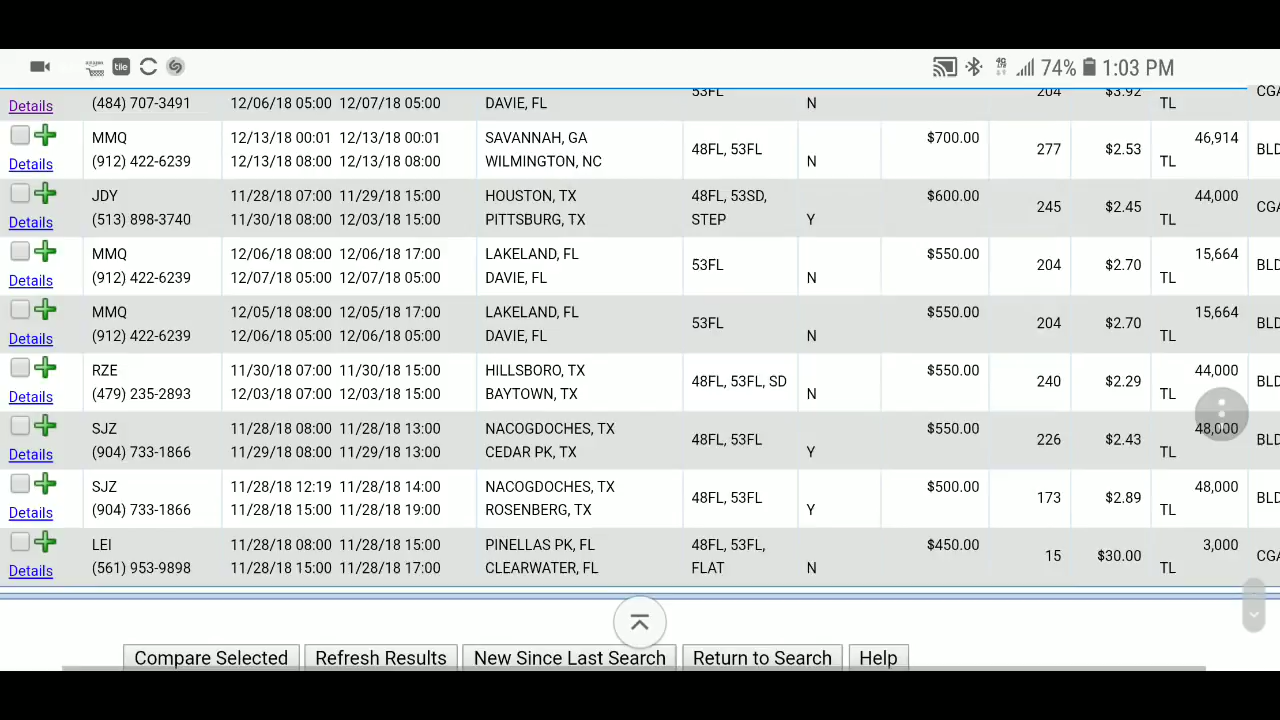 74% 1:03 PM
Details (484) 707-3491 12/06/18 05:00 12/07/18 05:00 DAVIE, FL 53FL N 204 $3.92 TL CGA
MMQ 12/13/18 00:01 12/13/18 00:01 SAVANNAH, GA $700.00 46,914
Details (912) 422-6239 12/13/18 08:00 12/13/18 08:00 WILMINGTON, NC 48FL, 53FL N 277 $2.53 TL BLD
JDY 11/28/18 07:00 11/29/18 15:00 HOUSTON, TX 48FL, 53SD, $600.00 44,000
Details (513) 898-3740 11/30/18 08:00 12/03/18 15:00 PITTSBURG, TX STEP Y 245 $2.45 TL CGA
MMQ 12/06/18 08:00 12/06/18 17:00 LAKELAND, FL $550.00 15,664
Details (912) 422-6239 12/07/18 05:00 12/07/18 05:00 DAVIE, FL 53FL N 204 $2.70 TL BLD
MMQ 12/05/18 08:00 12/05/18 17:00 LAKELAND, FL $550.00 15,664
Details (912) 422-6239 12/06/18 05:00 12/06/18 05:00 DAVIE, FL 53FL N 204 $2.70 TL BLD
RZE 11/30/18 07:00 11/30/18 15:00 HILLSBORO, TX $550.00 44,000
Details (479) 235-2893 12/03/18 07:00 12/03/18 15:00 BAYTOWN, TX 48FL, 53FL, SD N 240 $2.29 TL BLD
SJZ 11/28/18 08:00 11/28/18 13:00 NACOGDOCHES, TX $550.00 48,000
Details (904) 733-1866 11/29/18 08:00 11/29/18 13:00 CEDAR PK, TX 48FL, 53FL Y 226 $2.43 TL BLD
SJZ 11/28/18 12:19 11/28/18 14:00 NACOGDOCHES, TX $500.00 48,000
Details (904) 733-1866 11/28/18 15:00 11/28/18 19:00 ROSENBERG, TX 48FL, 53FL Y 173 $2.89 TL BLD
LEI 11/28/18 08:00 11/28/18 15:00 PINELLAS PK, FL 48FL, 53FL, $450.00 3,000
Details (561) 953-9898 11/28/18 15:00 11/28/18 17:00 CLEARWATER, FL FLAT N 15 $30.00 TL CGA
Compare Selected Refresh Results New Since Last Search Return to Search Help